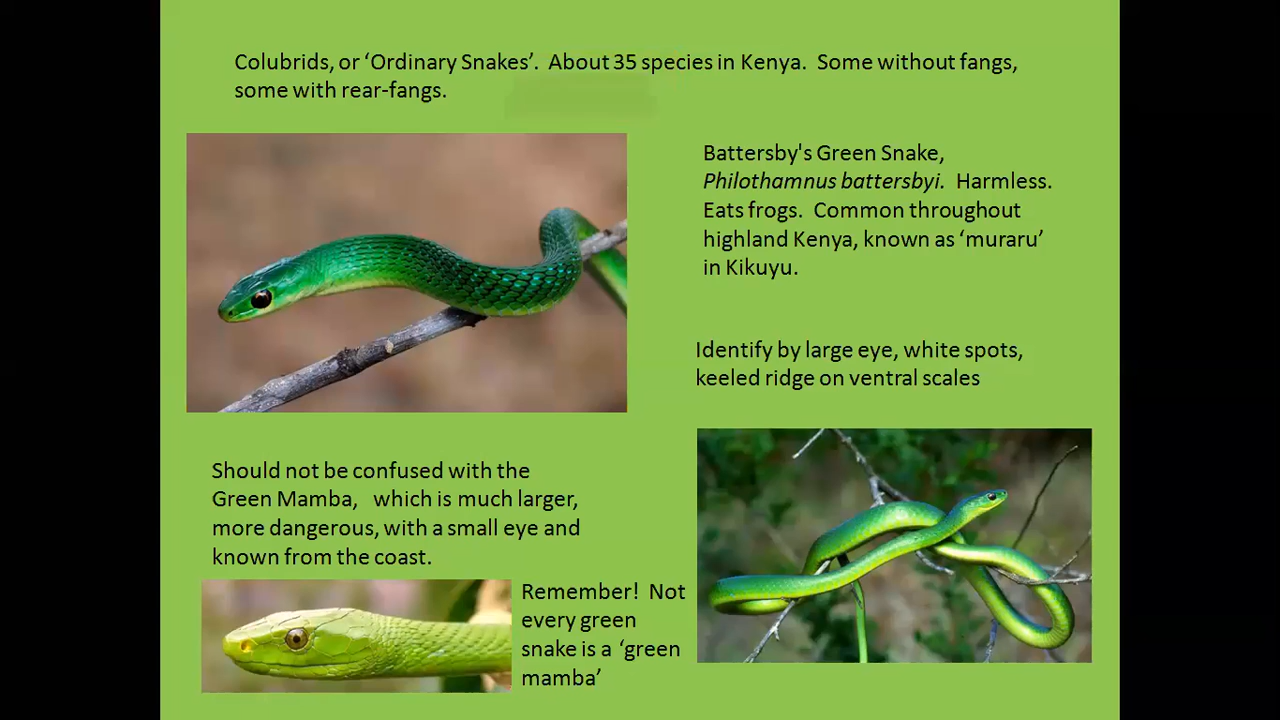 Colubrids, or ‘Ordinary Snakes’.  About 35 species in Kenya.  Some without fangs,
some with rear-fangs.
Battersby's Green Snake,
Philothamnus battersbyi.  Harmless.
Eats frogs.  Common throughout
highland Kenya, known as ‘muraru’
in Kikuyu.
Identify by large eye, white spots,
keeled ridge on ventral scales
Should not be confused with the
Green Mamba,   which is much larger,
more dangerous, with a small eye and
known from the coast.
Remember!  Not
every green
snake is a ‘green
mamba’